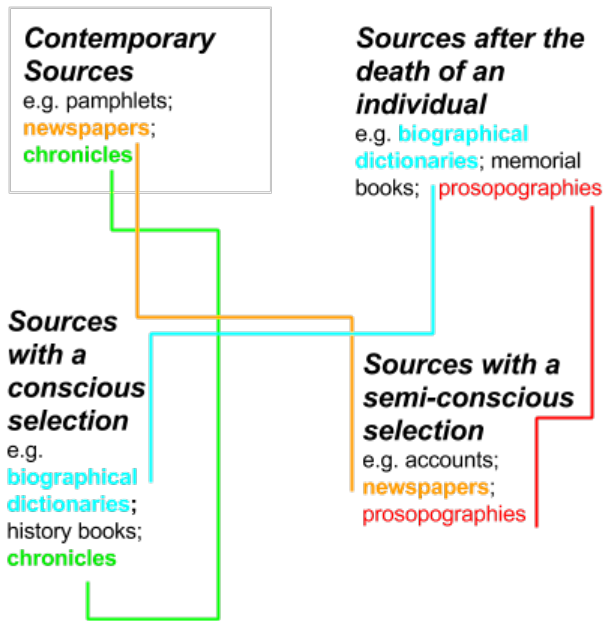 Contemporary
Sources
e.g. pamphlets;
newspapers;
chronicles
Sources after the
death of an
individual
e.g. biographical
dictionaries; memorial
books; prosopographies
Sources
with a
conscious
selection
e.g.
biographical
dictionaries;
history books;
chronicles
Sources with a
semi-conscious
selection
e.g. accounts;
newspapers;
prosopographies